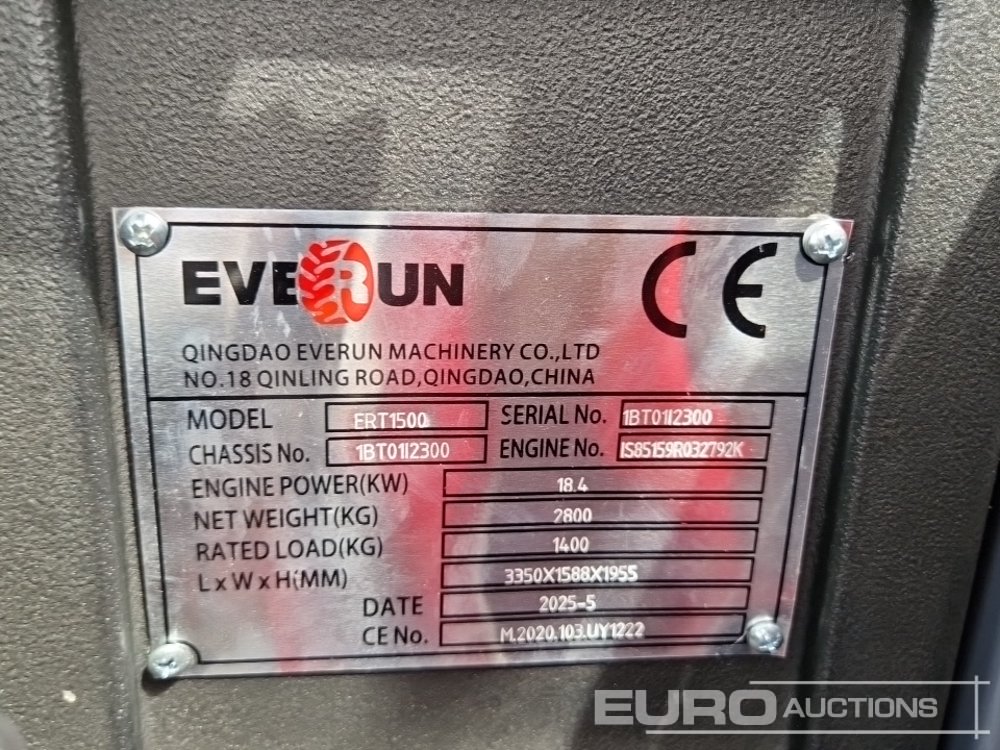 EVERUN
CE
QINGDAO EVERUN MACHINERY CO.,LTD
NO.18 QINLING ROAD,QINGDAO,CHINA
MODEL ERT1500 SERIAL No. 1BT01I2300
CHASSIS No. 1BT01I2300 ENGINE No. IS85159R032792K
ENGINE POWER(KW) 18.4
NET WEIGHT(KG) 2800
RATED LOAD(KG) 1400
L x W x H(MM) 3350X1588X1955
DATE 2025-5
CE No. M.2020.103.UY1222
EURO AUCTIONS